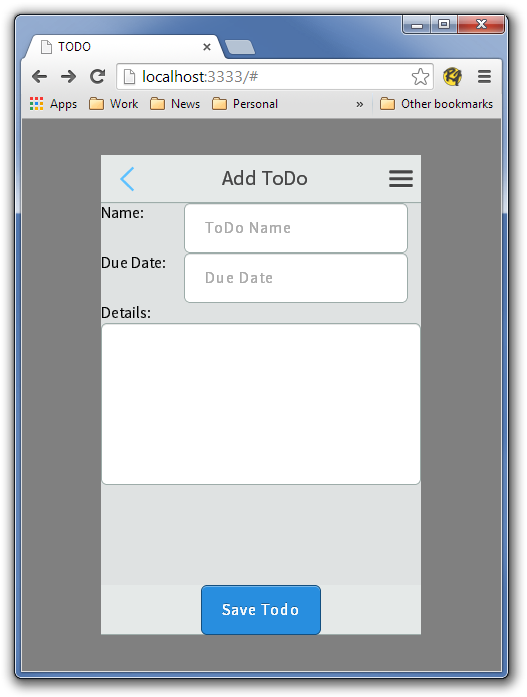 TODO
localhost:3333/#
Apps Work News Personal » Other bookmarks
Add ToDo
Name: ToDo Name
Due Date: Due Date
Details:
Save Todo